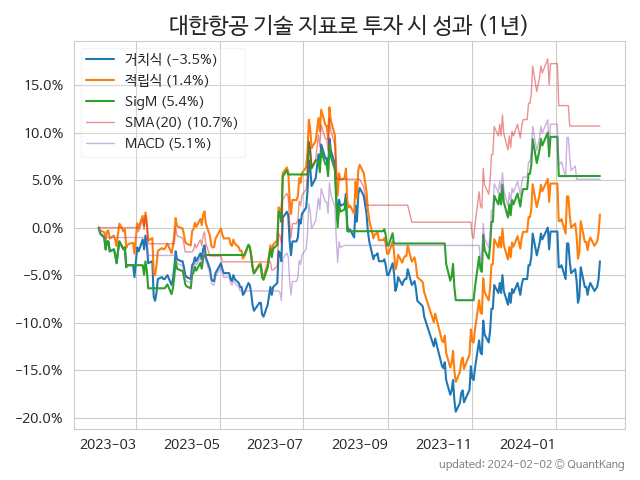 대한항공 기술 지표로 투자 시 성과 (1년)
거치식 (−3.5%)
적립식 (1.4%)
SigM (5.4%)
SMA(20) (10.7%)
MACD (5.1%)
15.0%
10.0%
5.0%
0.0%
−5.0%
−10.0%
−15.0%
−20.0%
2023-03 2023-05 2023-07 2023-09 2023-11 2024-01
updated: 2024-02-02 © QuantKang